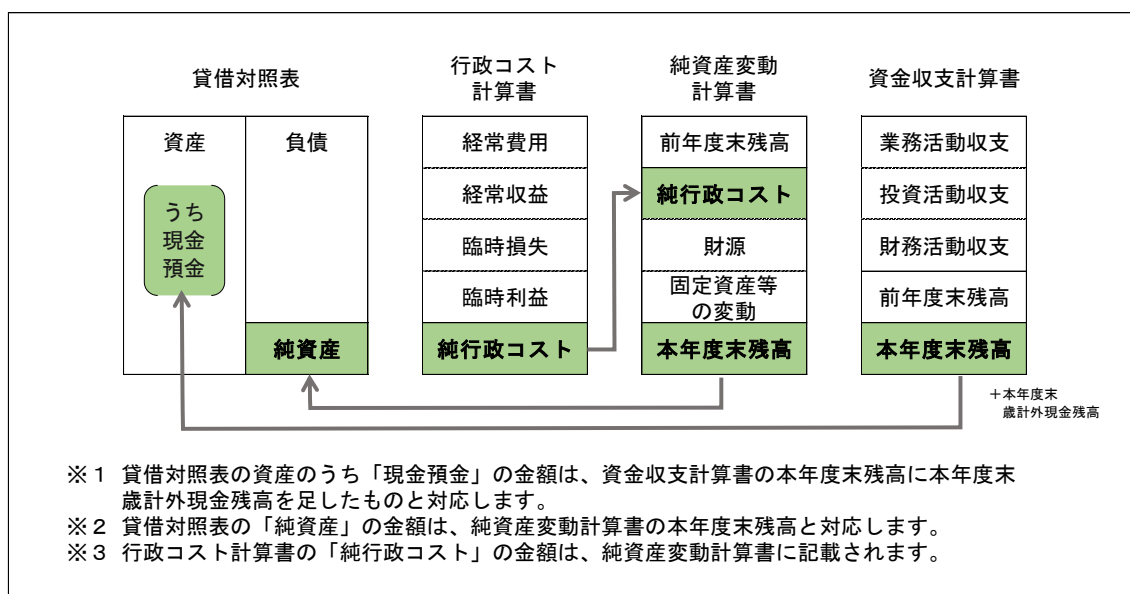 貸借対照表
行政コスト
計算書
純資産変動
計算書
資金収支計算書
資産
負債
うち
現金
預金
純資産
経常費用
経常収益
臨時損失
臨時利益
純行政コスト
前年度末残高
純行政コスト
財源
固定資産等
の変動
本年度末残高
業務活動収支
投資活動収支
財務活動収支
前年度末残高
本年度末残高
＋本年度末
歳計外現金残高
※１ 貸借対照表の資産のうち「現金預金」の金額は、資金収支計算書の本年度末残高に本年度末
歳計外現金残高を足したものと対応します。
※２ 貸借対照表の「純資産」の金額は、純資産変動計算書の本年度末残高と対応します。
※３ 行政コスト計算書の「純行政コスト」の金額は、純資産変動計算書に記載されます。